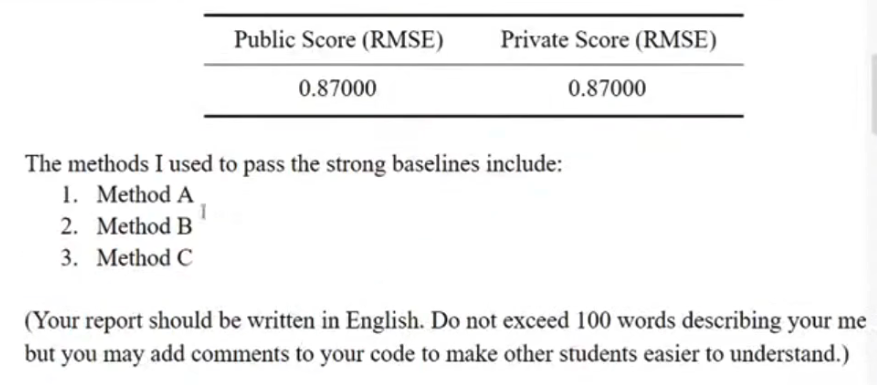 Public Score (RMSE) Private Score (RMSE)
0.87000 0.87000
The methods I used to pass the strong baselines include:
1. Method A
2. Method B
3. Method C
(Your report should be written in English. Do not exceed 100 words describing your me
but you may add comments to your code to make other students easier to understand.)